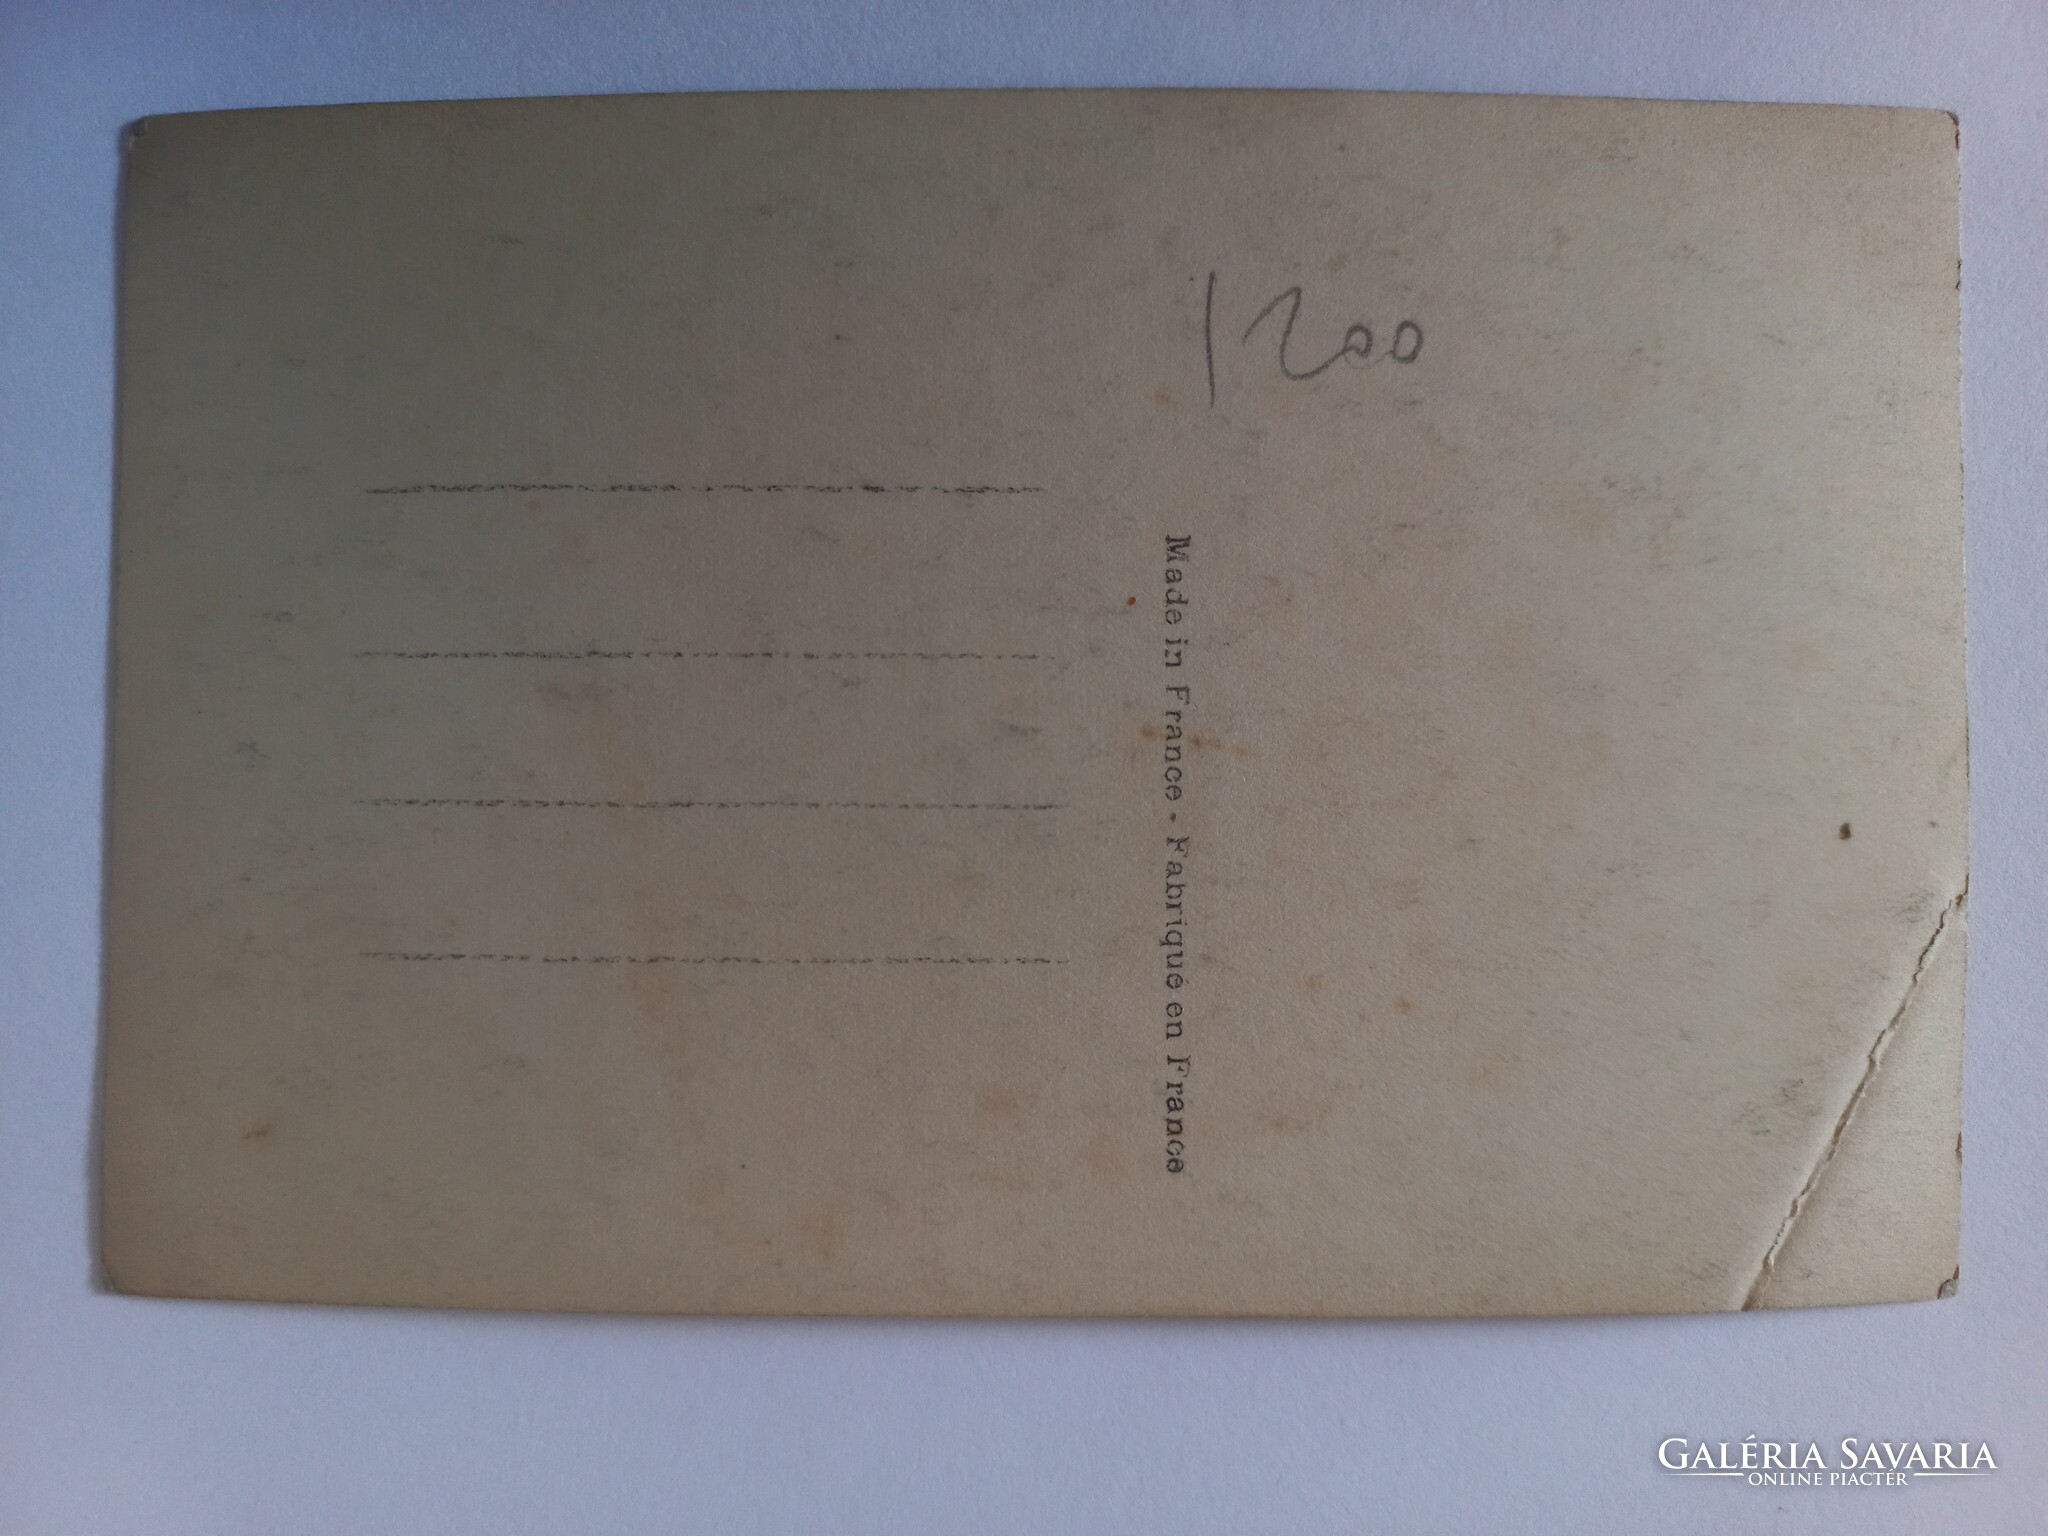 1200
Made in France - Fabriqué en France
GALÉRIA SAVARIA
ONLINE PIACTÉR